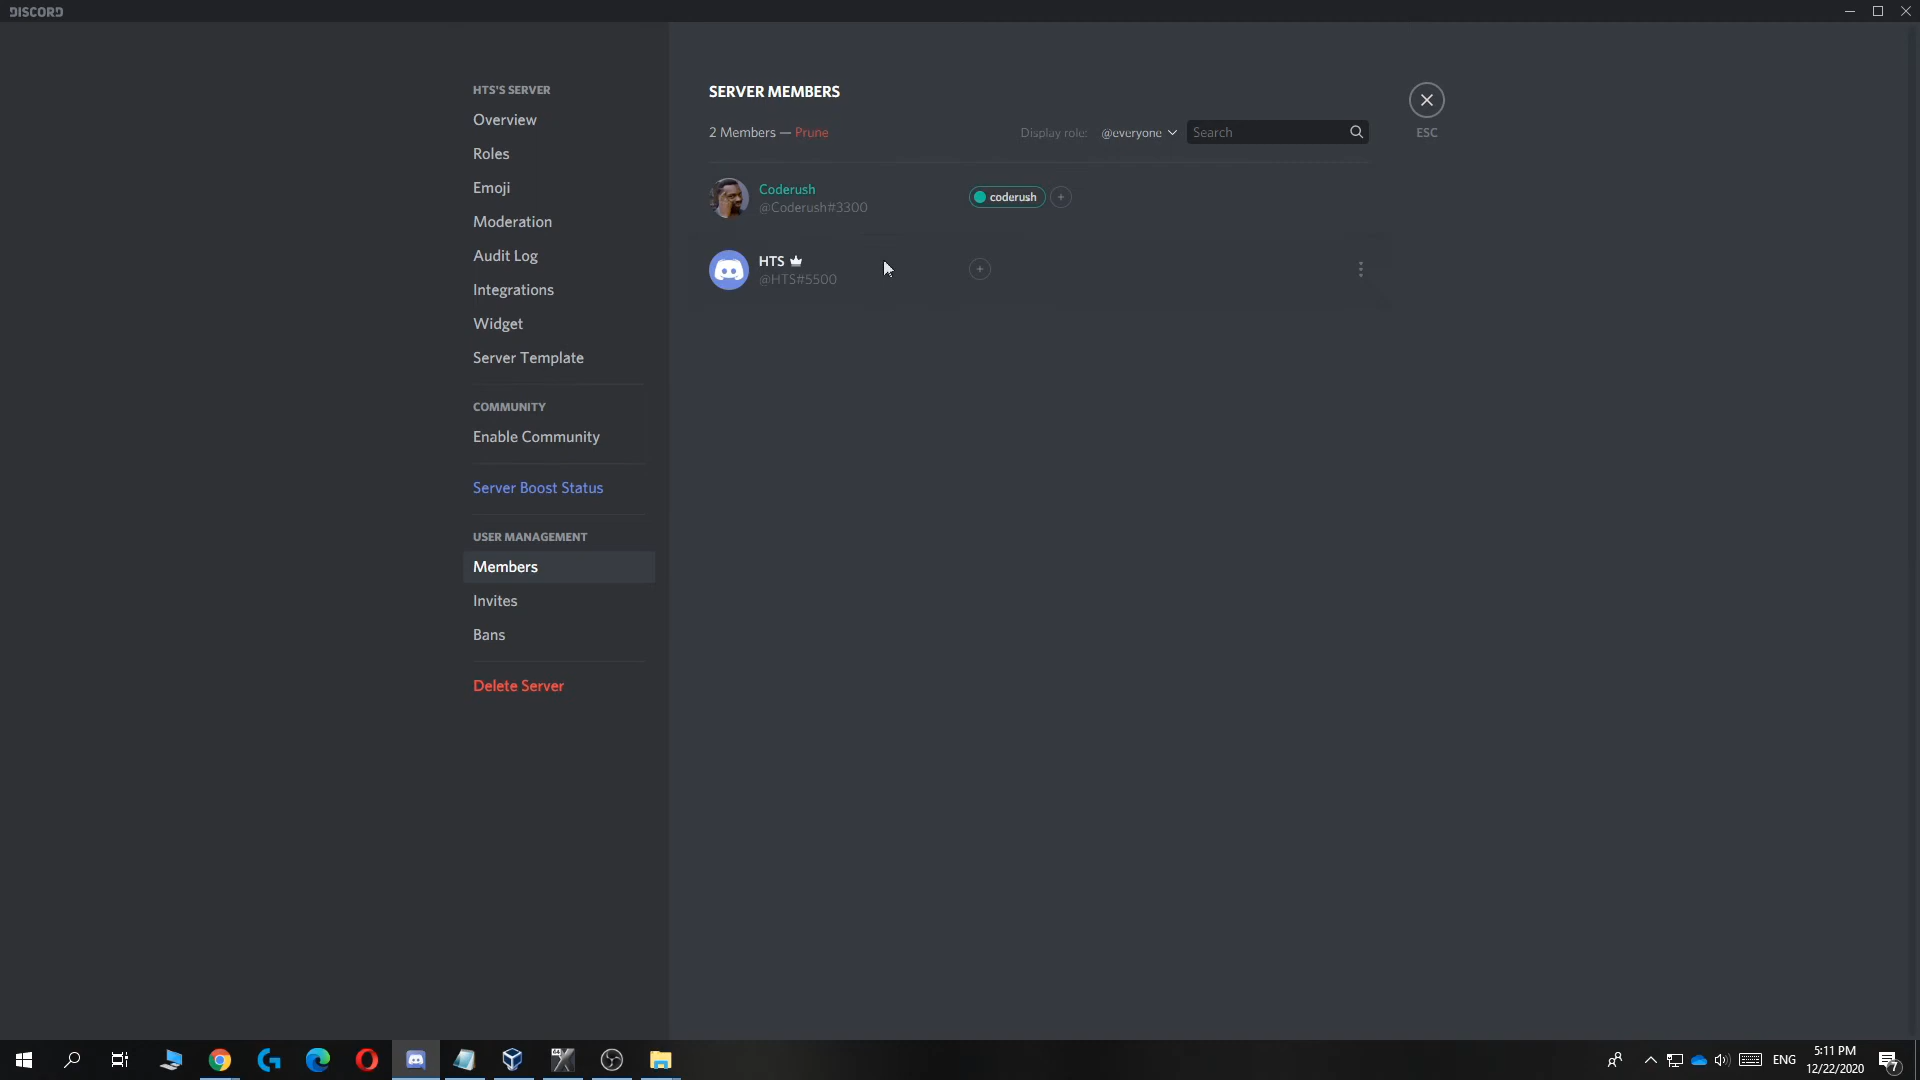 DISCORD
HTS'S SERVER
Overview
Roles
Emoji
Moderation
Audit Log
Integrations
Widget
Server Template
COMMUNITY
Enable Community
Server Boost Status
USER MANAGEMENT
Members
Invites
Bans
Delete Server
SERVER MEMBERS
2 Members — Prune
Display role: @everyone
Search
ESC
Coderush
@Coderush#3300
coderush
HTS
@HTS#5500
ENG
5:11 PM
12/22/2020
7